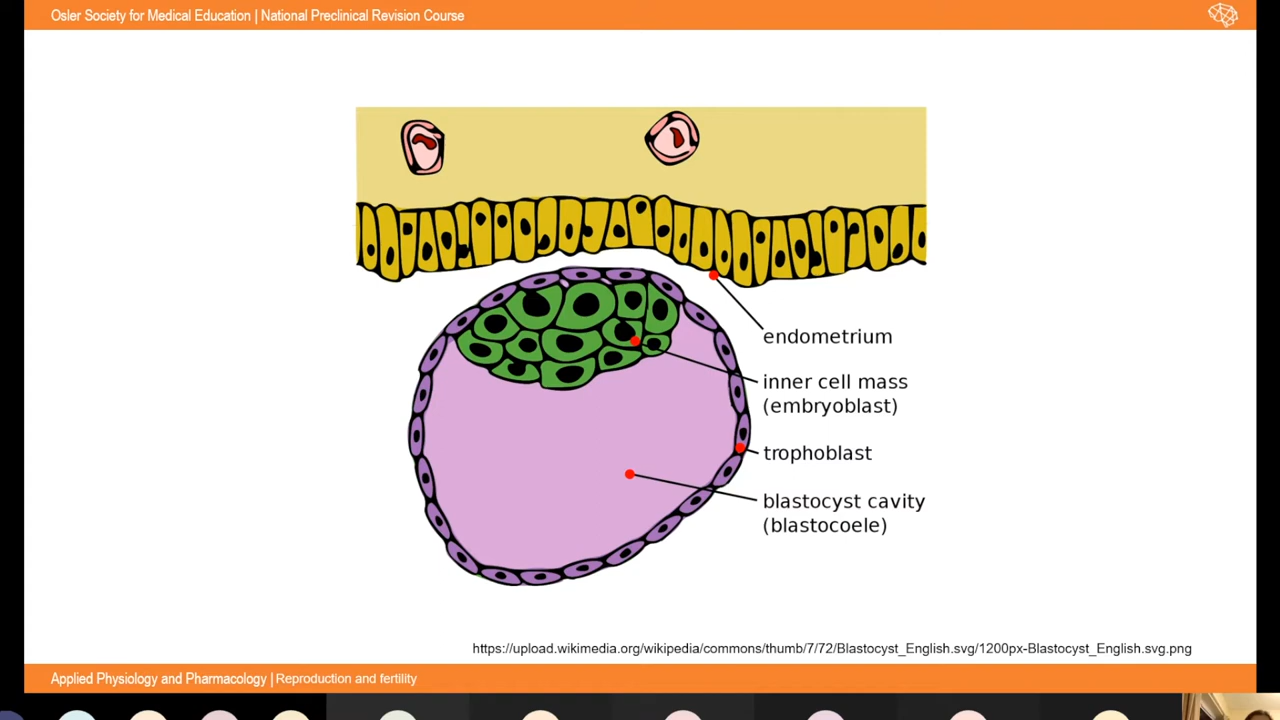 Osler Society for Medical Education | National Preclinical Revision Course
endometrium
inner cell mass
(embryoblast)
trophoblast
blastocyst cavity
(blastocoele)
https://upload.wikimedia.org/wikipedia/commons/thumb/7/72/Blastocyst_English.svg/1200px-Blastocyst_English.svg.png
Applied Physiology and Pharmacology | Reproduction and fertility